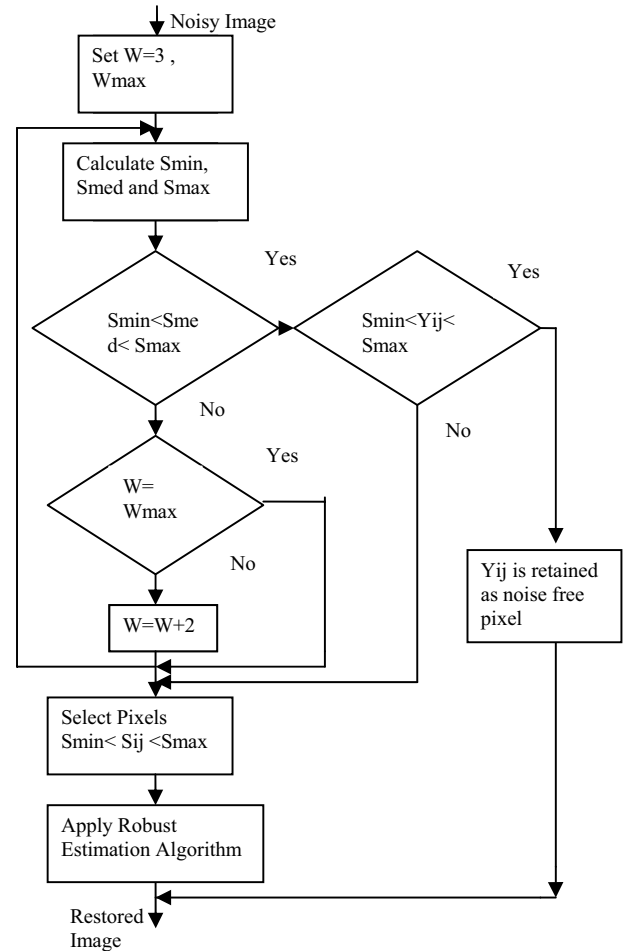 Noisy Image
Set W=3 ,
Wmax
Calculate Smin,
Smed and Smax
Yes
Yes
Smin<Sme
d< Smax
Smin<Yij<
Smax
No
No
Yes
W=
Wmax
No
Yij is retained
as noise free
pixel
W=W+2
Select Pixels
Smin< Sij <Smax
Apply Robust
Estimation Algorithm
Restored
Image